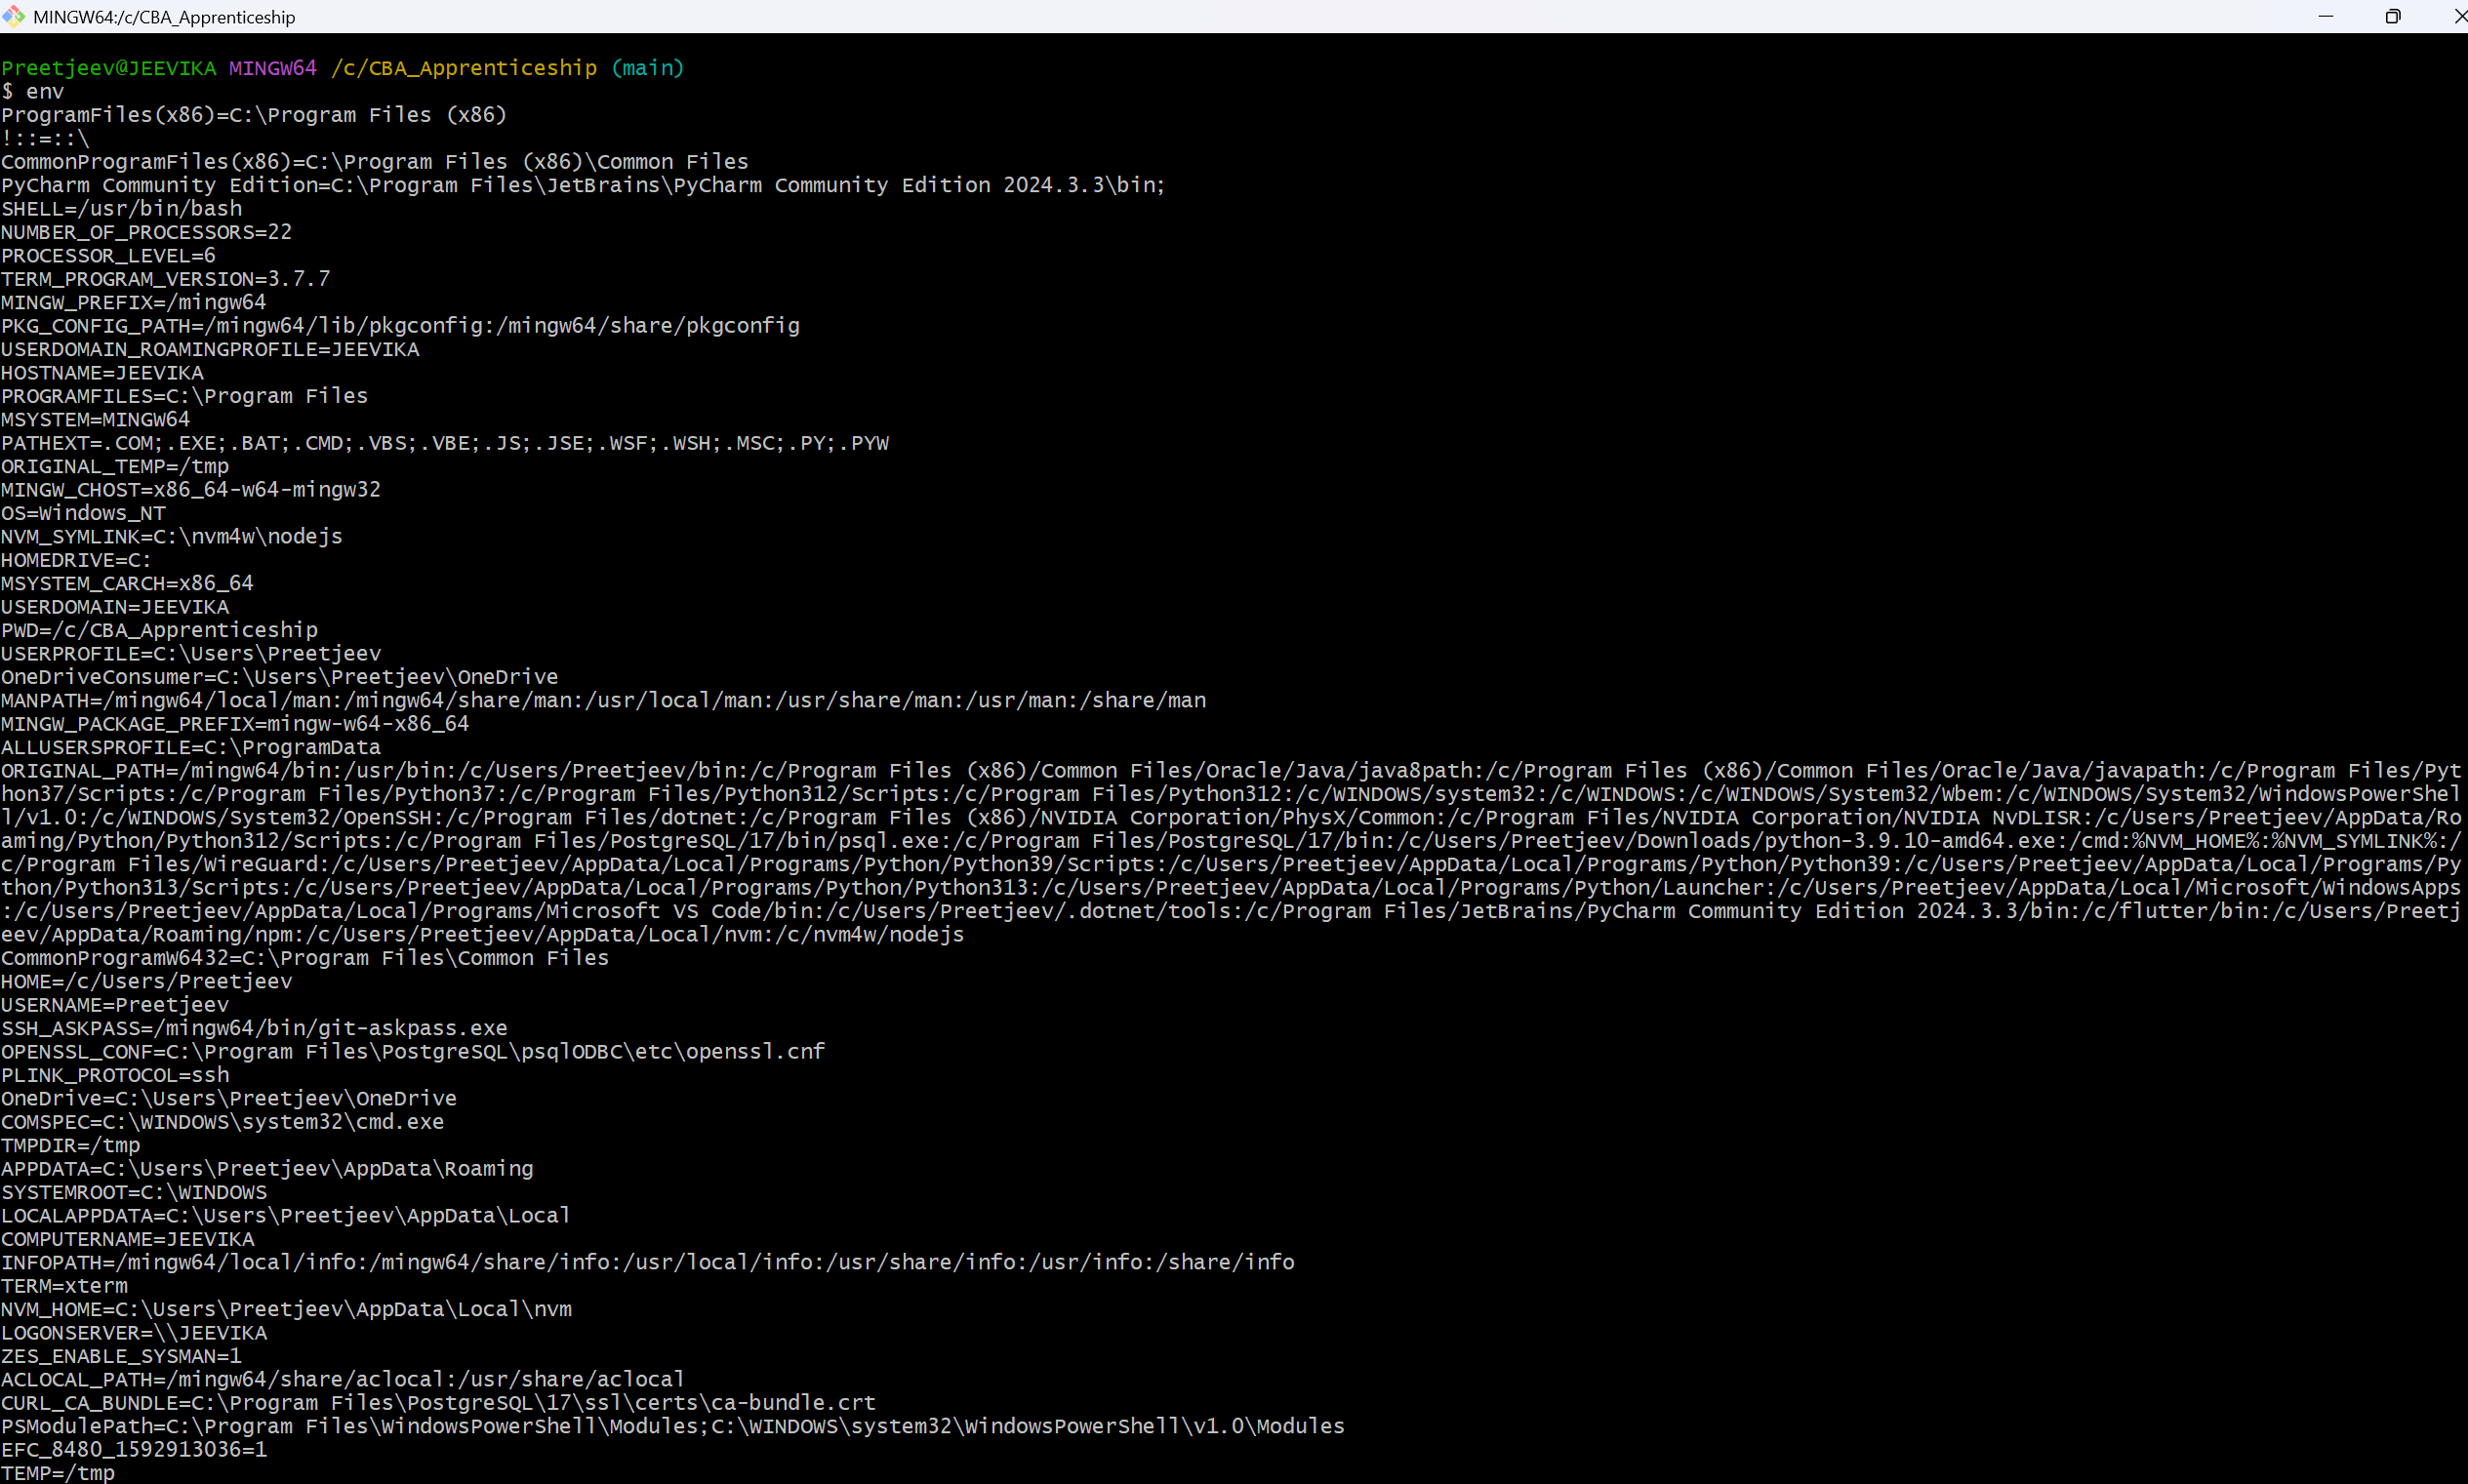 MINGW64:/c/CBA_Apprenticeship
Preetjeev@JEEVIKA MINGW64 /c/CBA_Apprenticeship (main)
$ env
ProgramFiles(x86)=C:\Program Files (x86)
!::=::\
CommonProgramFiles(x86)=C:\Program Files (x86)\Common Files
PyCharm Community Edition=C:\Program Files\JetBrains\PyCharm Community Edition 2024.3.3\bin;
SHELL=/usr/bin/bash
NUMBER_OF_PROCESSORS=22
PROCESSOR_LEVEL=6
TERM_PROGRAM_VERSION=3.7.7
MINGW_PREFIX=/mingw64
PKG_CONFIG_PATH=/mingw64/lib/pkgconfig:/mingw64/share/pkgconfig
USERDOMAIN_ROAMINGPROFILE=JEEVIKA
HOSTNAME=JEEVIKA
PROGRAMFILES=C:\Program Files
MSYSTEM=MINGW64
PATHEXT=.COM;.EXE;.BAT;.CMD;.VBS;.VBE;.JS;.JSE;.WSF;.WSH;.MSC;.PY;.PYW
ORIGINAL_TEMP=/tmp
MINGW_CHOST=x86_64-w64-mingw32
OS=Windows_NT
NVM_SYMLINK=C:\nvm4w\nodejs
HOMEDRIVE=C:
MSYSTEM_CARCH=x86_64
USERDOMAIN=JEEVIKA
PWD=/c/CBA_Apprenticeship
USERPROFILE=C:\Users\Preetjeev
OneDriveConsumer=C:\Users\Preetjeev\OneDrive
MANPATH=/mingw64/local/man:/mingw64/share/man:/usr/local/man:/usr/share/man:/usr/man:/share/man
MINGW_PACKAGE_PREFIX=mingw-w64-x86_64
ALLUSERSPROFILE=C:\ProgramData
ORIGINAL_PATH=/mingw64/bin:/usr/bin:/c/Users/Preetjeev/bin:/c/Program Files (x86)/Common Files/Oracle/Java/java8path:/c/Program Files (x86)/Common Files/Oracle/Java/javapath:/c/Program Files/Pyt
hon37/Scripts:/c/Program Files/Python37:/c/Program Files/Python312/Scripts:/c/Program Files/Python312:/c/WINDOWS/system32:/c/WINDOWS:/c/WINDOWS/System32/Wbem:/c/WINDOWS/System32/WindowsPowerShel
l/v1.0:/c/WINDOWS/System32/OpenSSH:/c/Program Files/dotnet:/c/Program Files (x86)/NVIDIA Corporation/PhysX/Common:/c/Program Files/NVIDIA Corporation/NVIDIA NvDLISR:/c/Users/Preetjeev/AppData/Ro
aming/Python/Python312/Scripts:/c/Program Files/PostgreSQL/17/bin/psql.exe:/c/Program Files/PostgreSQL/17/bin:/c/Users/Preetjeev/Downloads/python-3.9.10-amd64.exe:/cmd:%NVM_HOME%:%NVM_SYMLINK%:/
c/Program Files/WireGuard:/c/Users/Preetjeev/AppData/Local/Programs/Python/Python39/Scripts:/c/Users/Preetjeev/AppData/Local/Programs/Python/Python39:/c/Users/Preetjeev/AppData/Local/Programs/Py
thon/Python313/Scripts:/c/Users/Preetjeev/AppData/Local/Programs/Python/Python313:/c/Users/Preetjeev/AppData/Local/Programs/Python/Launcher:/c/Users/Preetjeev/AppData/Local/Microsoft/WindowsApps
:/c/Users/Preetjeev/AppData/Local/Programs/Microsoft VS Code/bin:/c/Users/Preetjeev/.dotnet/tools:/c/Program Files/JetBrains/PyCharm Community Edition 2024.3.3/bin:/c/flutter/bin:/c/Users/Preetj
eev/AppData/Roaming/npm:/c/Users/Preetjeev/AppData/Local/nvm:/c/nvm4w/nodejs
CommonProgramW6432=C:\Program Files\Common Files
HOME=/c/Users/Preetjeev
USERNAME=Preetjeev
SSH_ASKPASS=/mingw64/bin/git-askpass.exe
OPENSSL_CONF=C:\Program Files\PostgreSQL\psqlODBC\etc\openssl.cnf
PLINK_PROTOCOL=ssh
OneDrive=C:\Users\Preetjeev\OneDrive
COMSPEC=C:\WINDOWS\system32\cmd.exe
TMPDIR=/tmp
APPDATA=C:\Users\Preetjeev\AppData\Roaming
SYSTEMROOT=C:\WINDOWS
LOCALAPPDATA=C:\Users\Preetjeev\AppData\Local
COMPUTERNAME=JEEVIKA
INFOPATH=/mingw64/local/info:/mingw64/share/info:/usr/local/info:/usr/share/info:/usr/info:/share/info
TERM=xterm
NVM_HOME=C:\Users\Preetjeev\AppData\Local\nvm
LOGONSERVER=\\JEEVIKA
ZES_ENABLE_SYSMAN=1
ACLOCAL_PATH=/mingw64/share/aclocal:/usr/share/aclocal
CURL_CA_BUNDLE=C:\Program Files\PostgreSQL\17\ssl\certs\ca-bundle.crt
PSModulePath=C:\Program Files\WindowsPowerShell\Modules;C:\WINDOWS\system32\WindowsPowerShell\v1.0\Modules
EFC_8480_1592913036=1
TEMP=/tmp